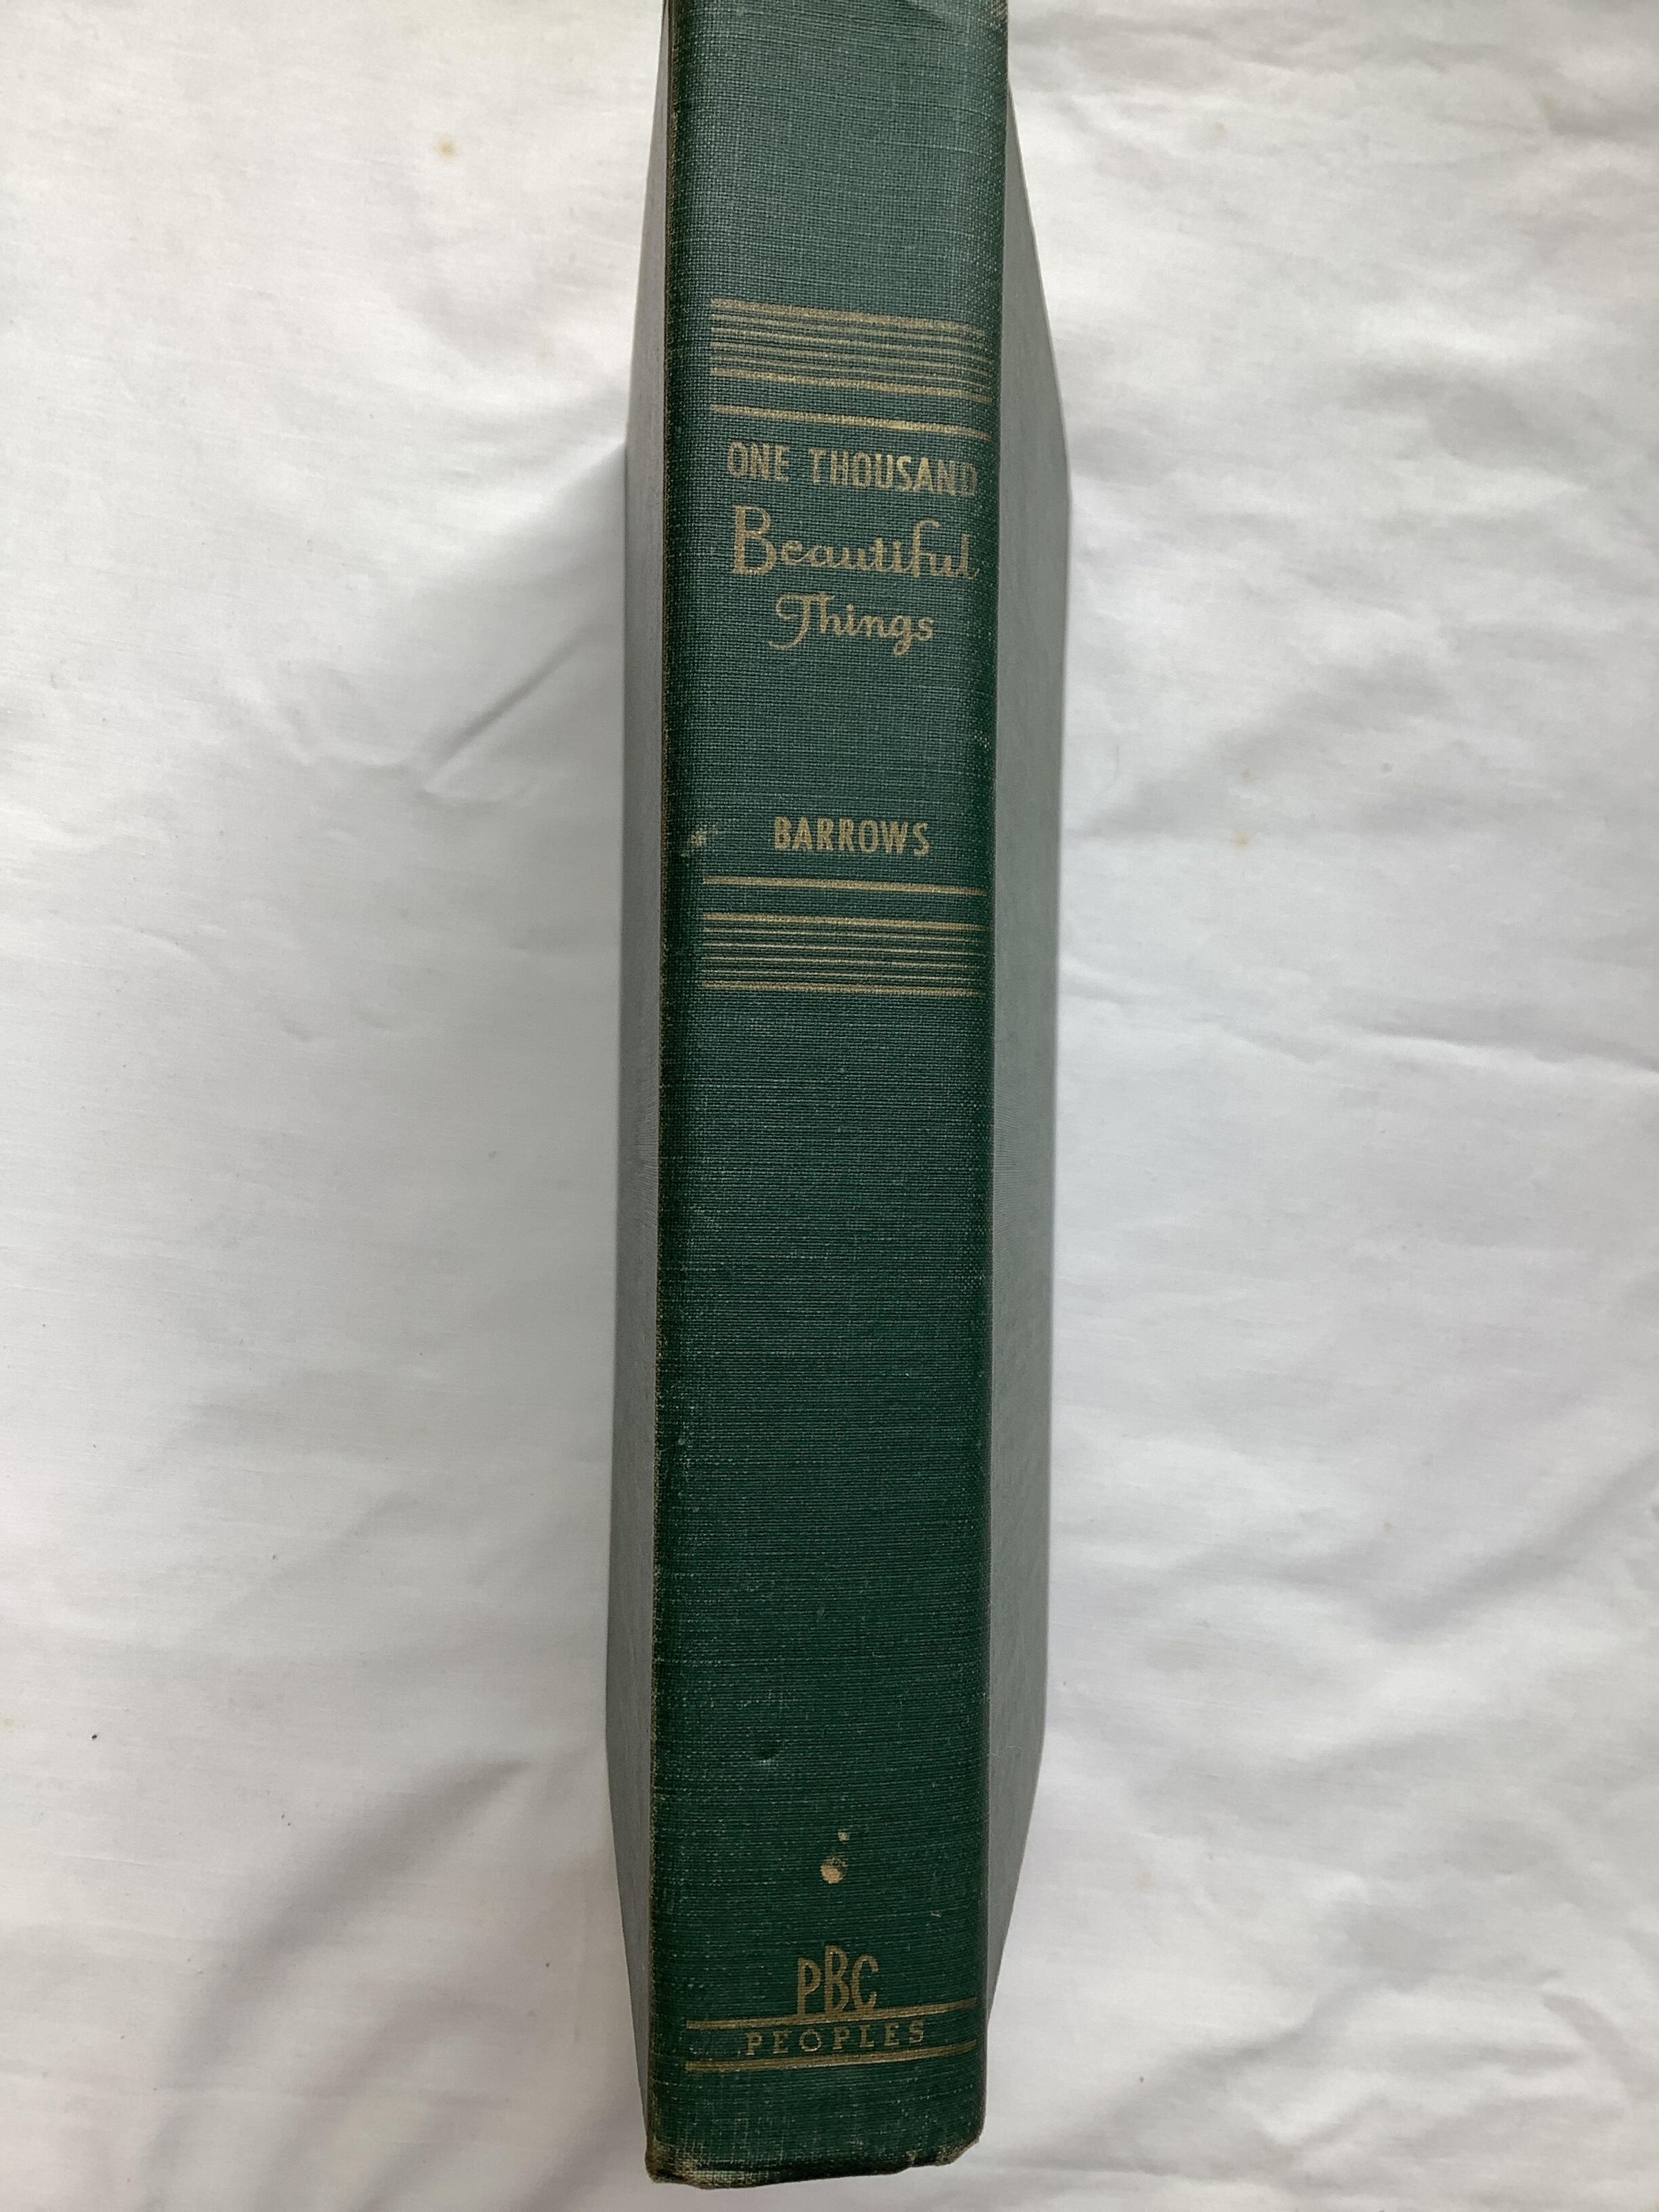 ONE THOUSAND
Beautiful
Things
BARROWS
PBC
PEOPLES